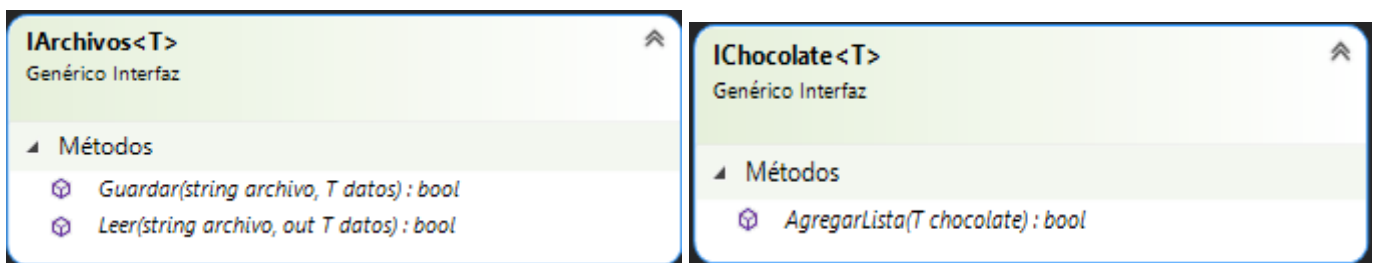 IArchivos<T>
Genérico Interfaz
Métodos
Guardar(string archivo, T datos) : bool
Leer(string archivo, out T datos) : bool
IChocolate<T>
Genérico Interfaz
Métodos
AgregarLista(T chocolate) : bool